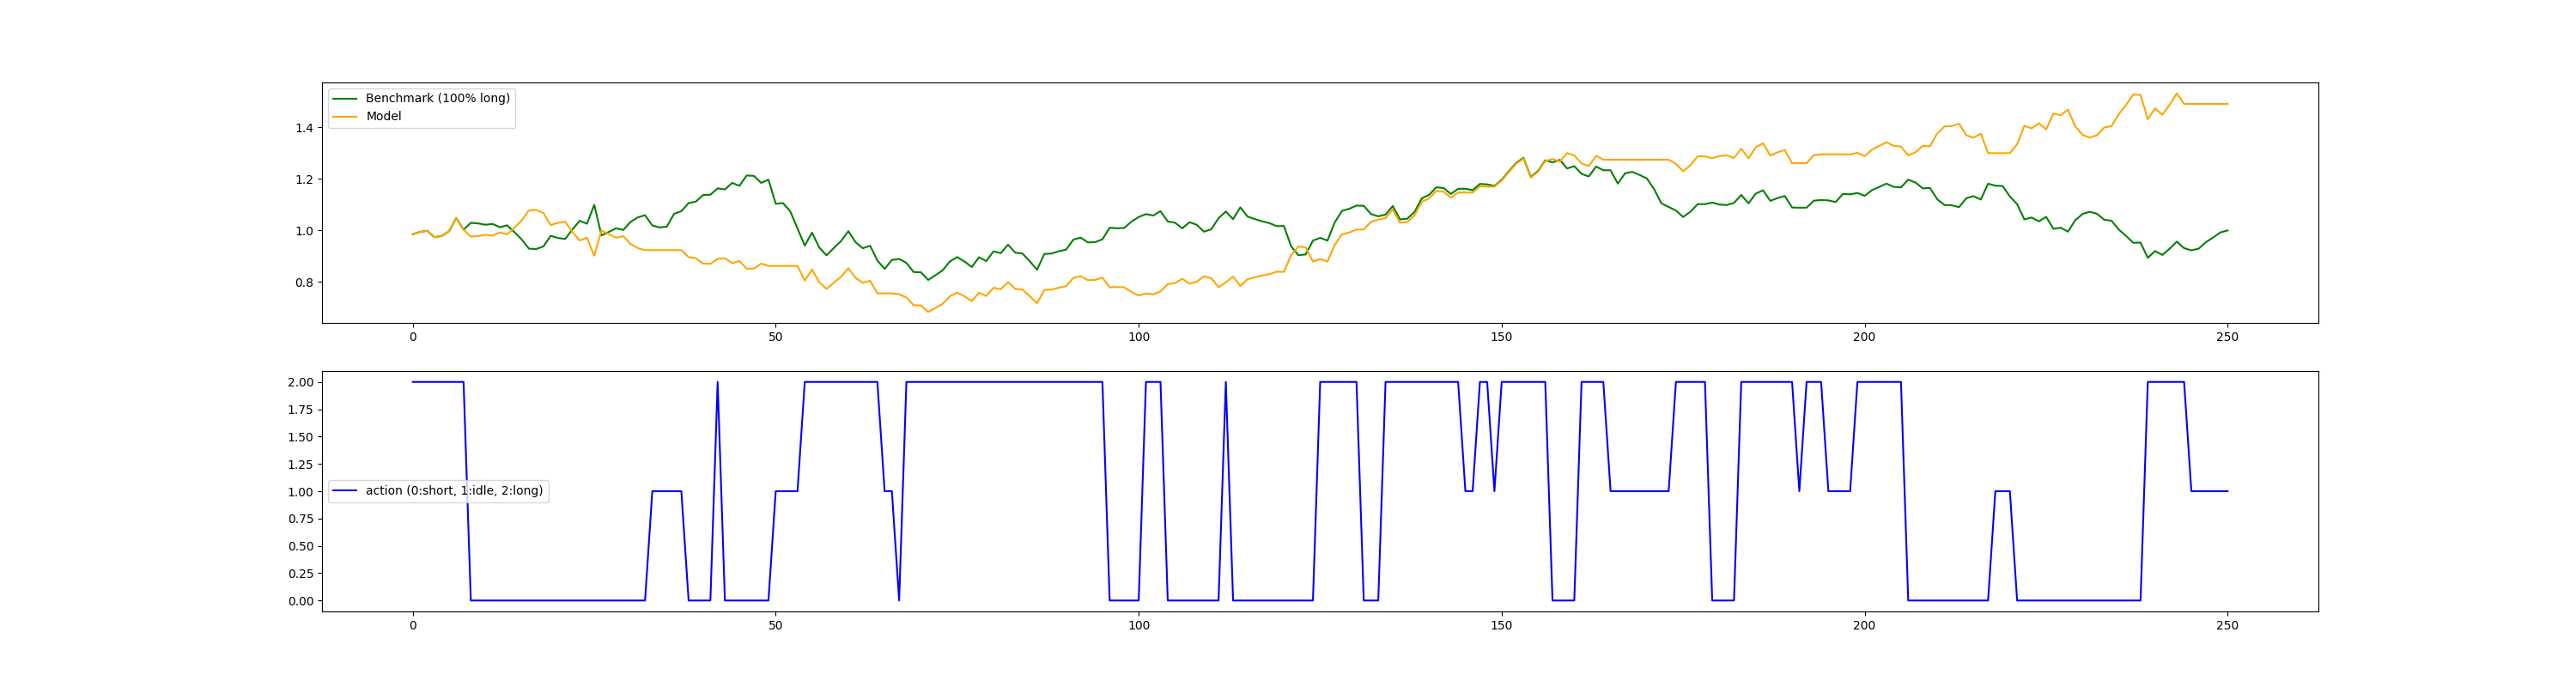 Benchmark (100% long)
Model
1.4
1.2
1.0
0.8
0 50 100 150 200 250
2.00
1.75
1.50
1.25
1.00
0.75
0.50
0.25
0.00
action (0:short, 1:idle, 2:long)
0 50 100 150 200 250